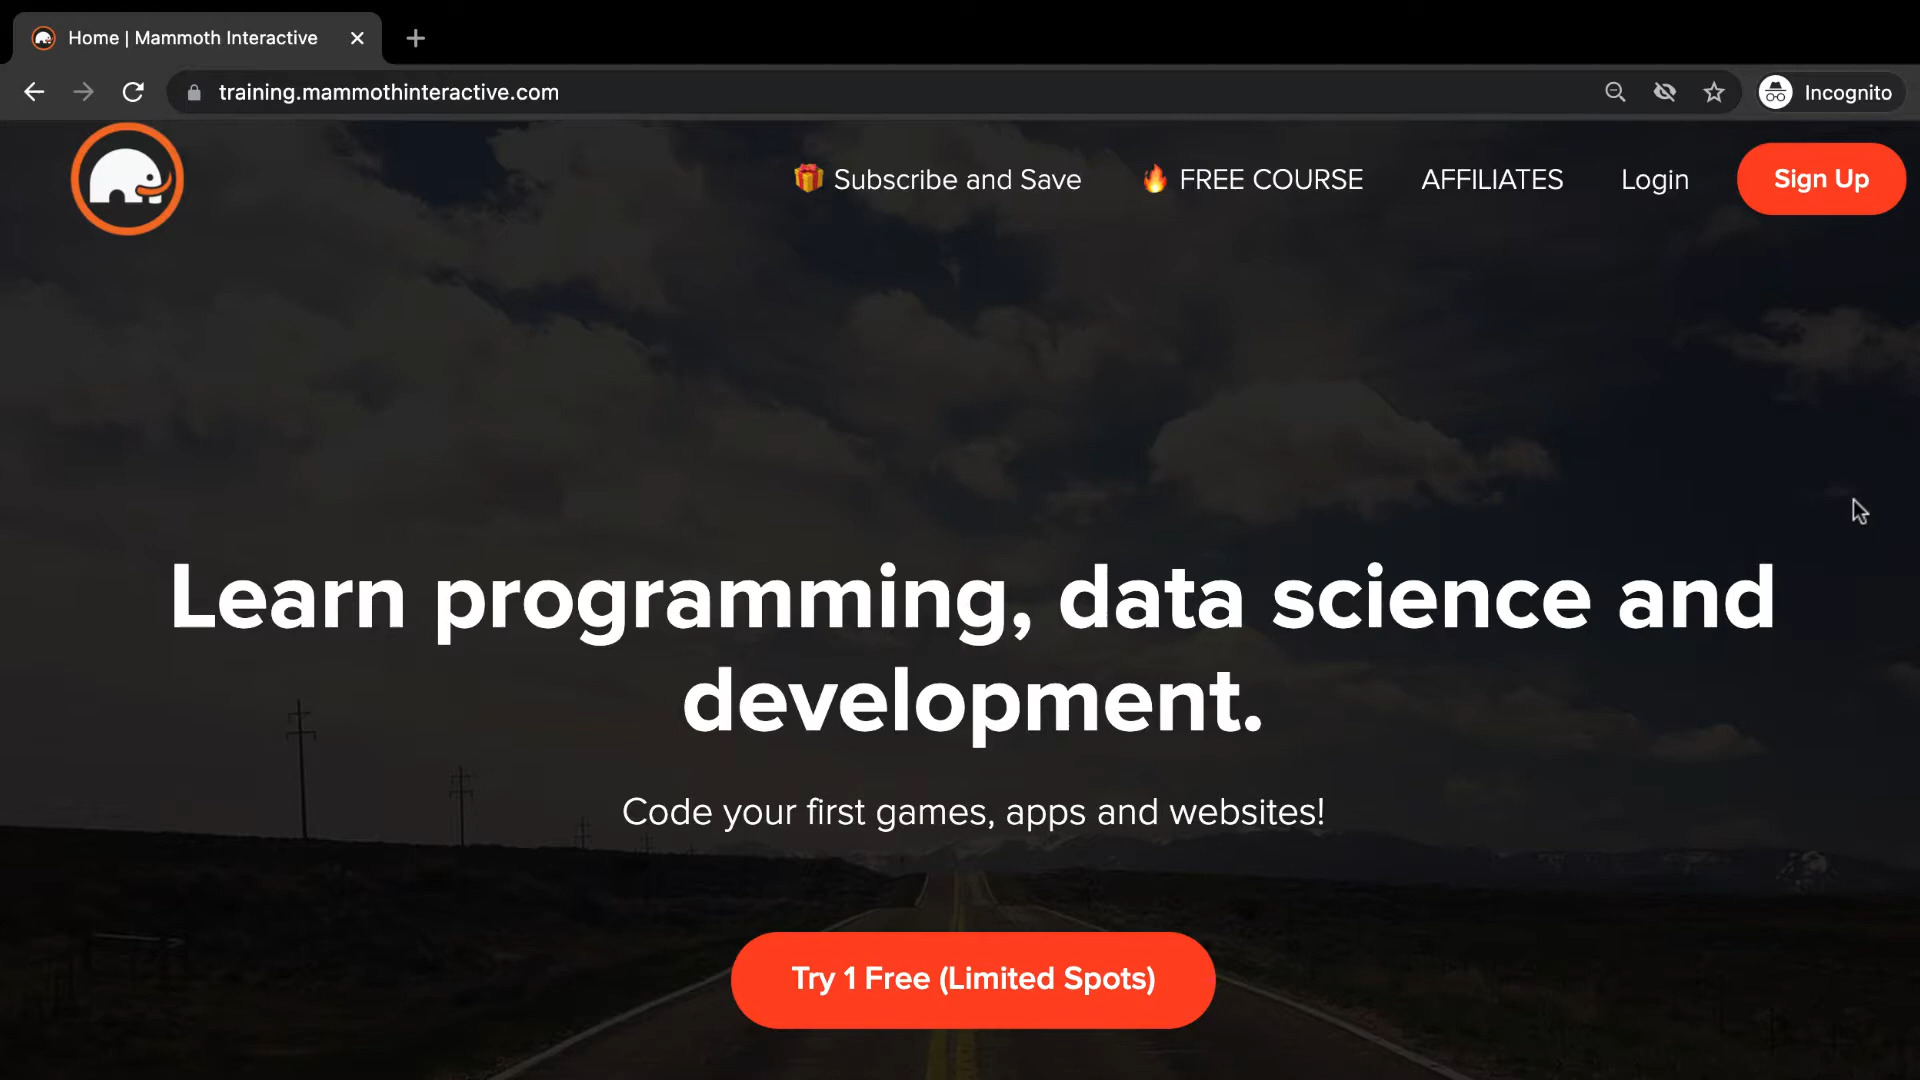 Home | Mammoth Interactive
training.mammothinteractive.com
Incognito
Subscribe and Save
FREE COURSE
AFFILIATES
Login
Sign Up
Learn programming, data science and
development.
Code your first games, apps and websites!
Try 1 Free (Limited Spots)